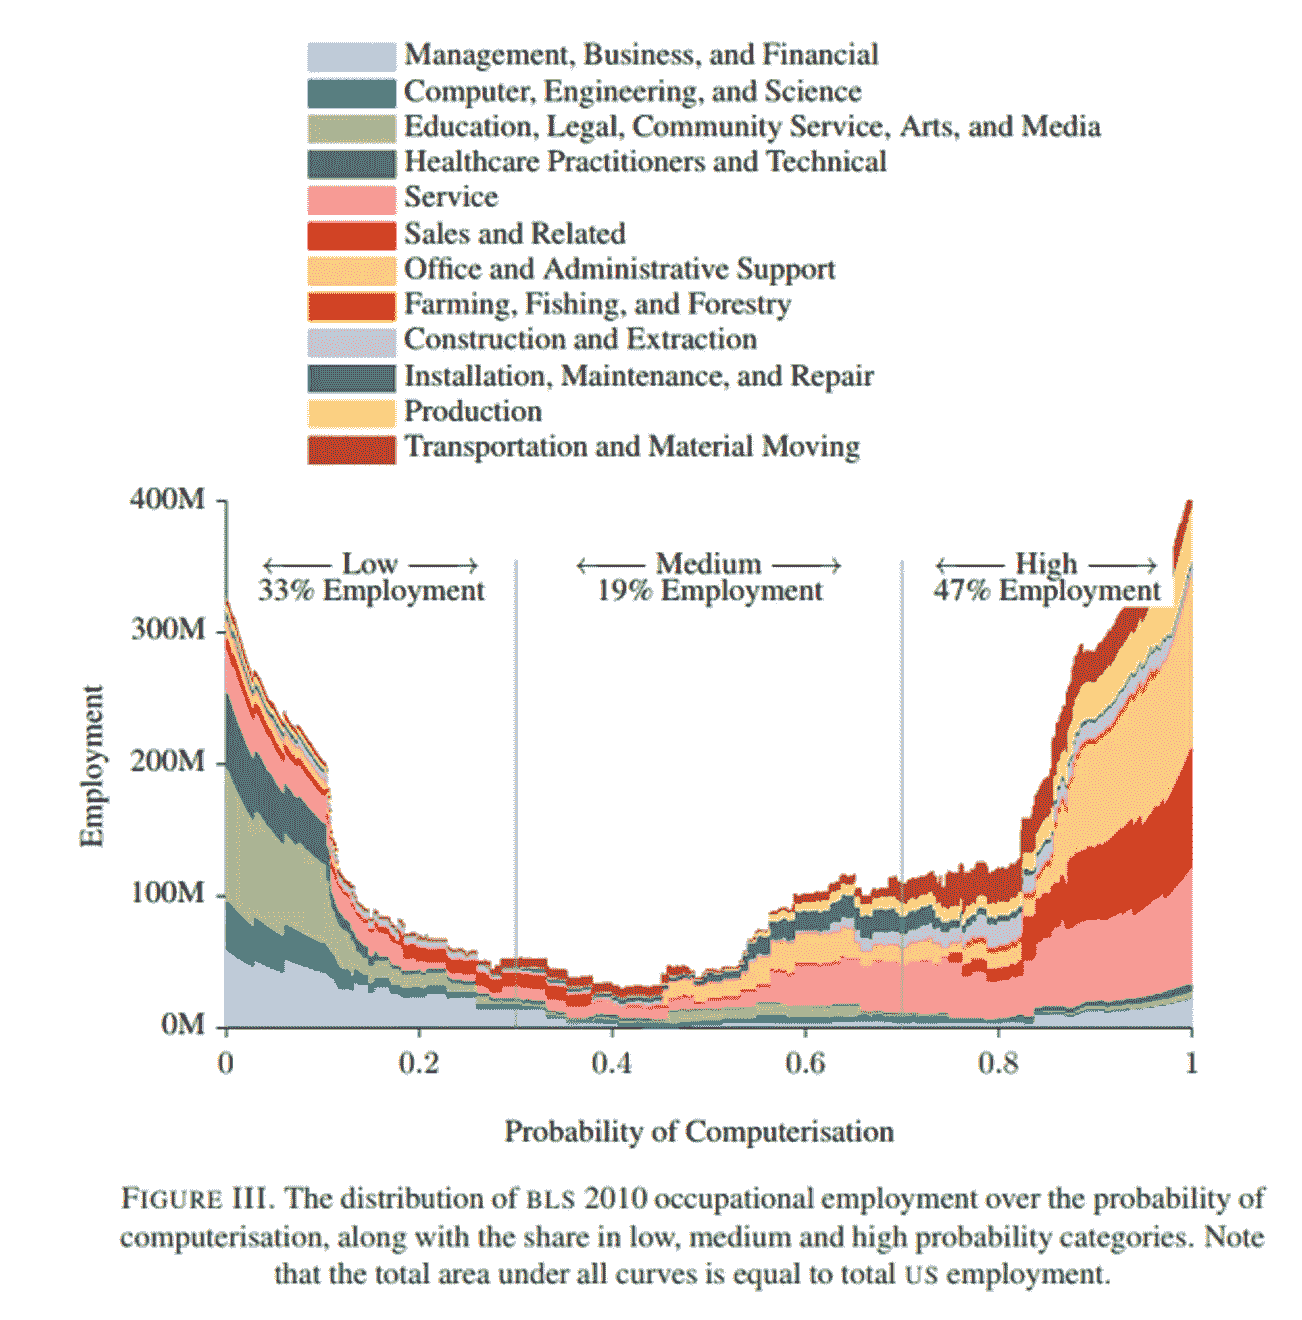 Management, Business, and Financial
Computer, Engineering, and Science
Education, Legal, Community Service, Arts, and Media
Healthcare Practitioners and Technical
Service
Sales and Related
Office and Administrative Support
Farming, Fishing, and Forestry
Construction and Extraction
Installation, Maintenance, and Repair
Production
Transportation and Material Moving
400M
300M
200M
100M
0M
Employment
Low
33% Employment
Medium
19% Employment
High
47% Employment
0 0.2 0.4 0.6 0.8 1
Probability of Computerisation
FIGURE III. The distribution of BLS 2010 occupational employment over the probability of
computerisation, along with the share in low, medium and high probability categories. Note
that the total area under all curves is equal to total US employment.